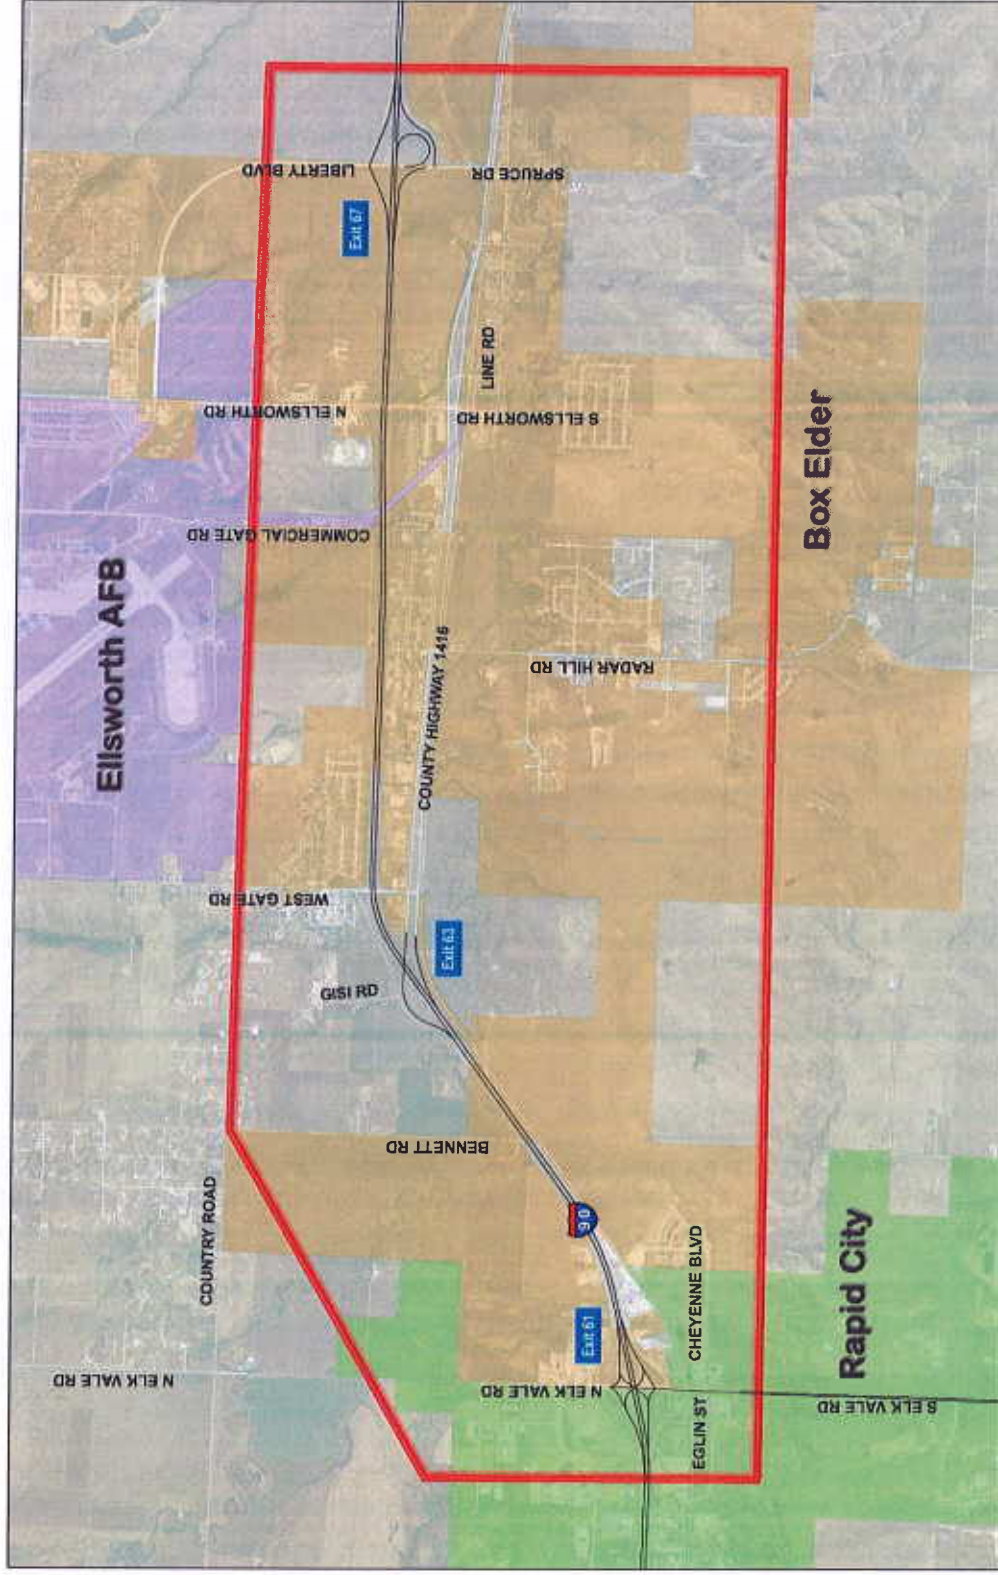 Ellsworth AFB
COUNTRY ROAD
N ELK VALE RD
WEST GATE RD
COMMERCIAL GATE RD
N ELLSWORTH RD
LIBERTY BLVD
GISI RD
Exit 67
BENNETT RD
COUNTY HIGHWAY 1416
Exit 63
LINE RD
S ELLSWORTH RD
SPRUCE DR
N ELK VALE RD
Exit 61
90
RADAR HILL RD
EGLIN ST
CHEYENNE BLVD
S ELK VALE RD
Rapid City
Box Elder